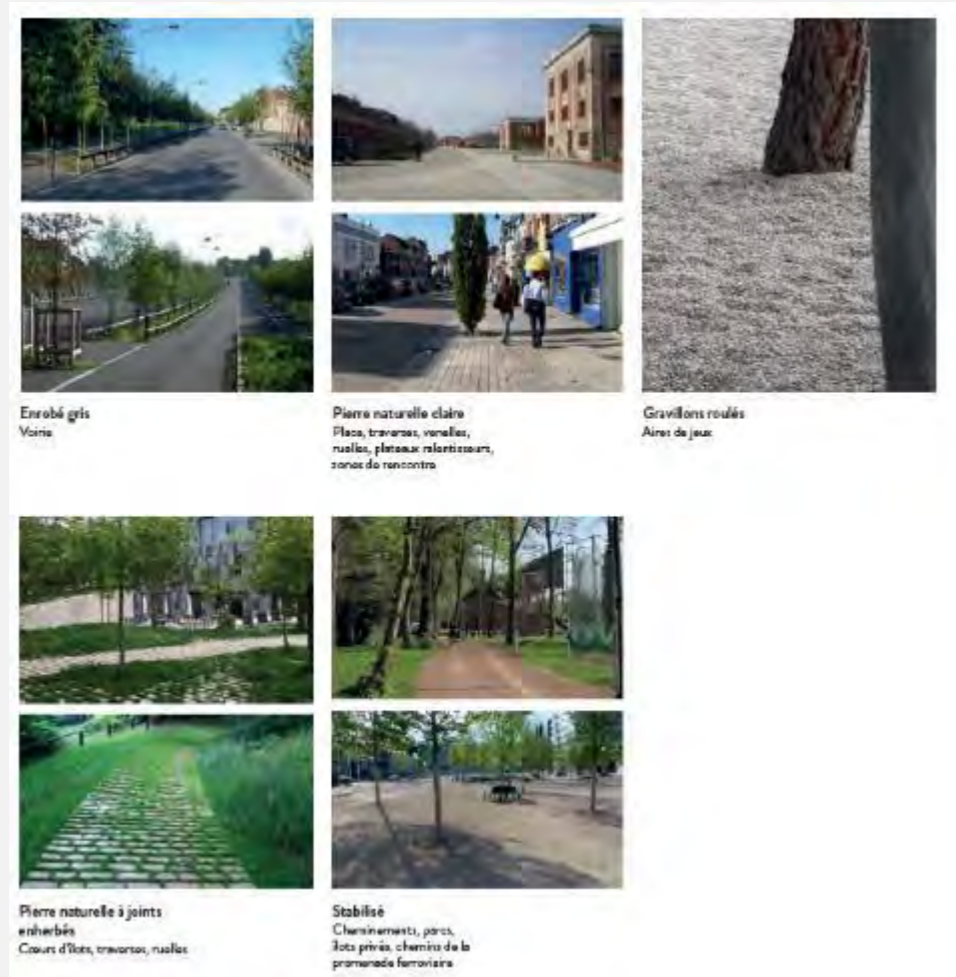 Enrobé gris
Voirie
Pierre naturelle claire
Place, traverses, venelles,
ruelles, plateaux ralentisseurs,
zones de rencontre
Gravillons roulés
Aires de jeux
Pierre naturelle à joints
enherbés
Cœurs d'îlots, traverses, ruelles
Stabilisé
Cheminements, parcs,
îlots privés, chemins de la
promenade ferroviaire